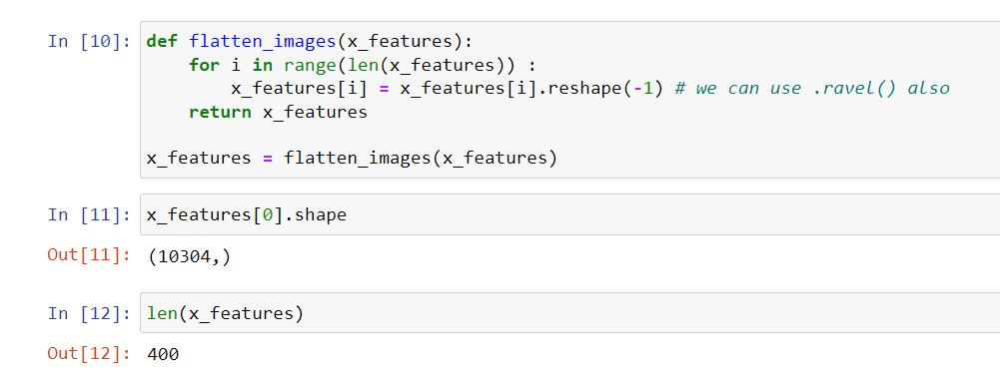 In [10]: def flatten_images(x_features):
    for i in range(len(x_features)) :
        x_features[i] = x_features[i].reshape(-1) # we can use .ravel() also
    return x_features
x_features = flatten_images(x_features)
In [11]: x_features[0].shape
Out[11]: (10304,)
In [12]: len(x_features)
Out[12]: 400